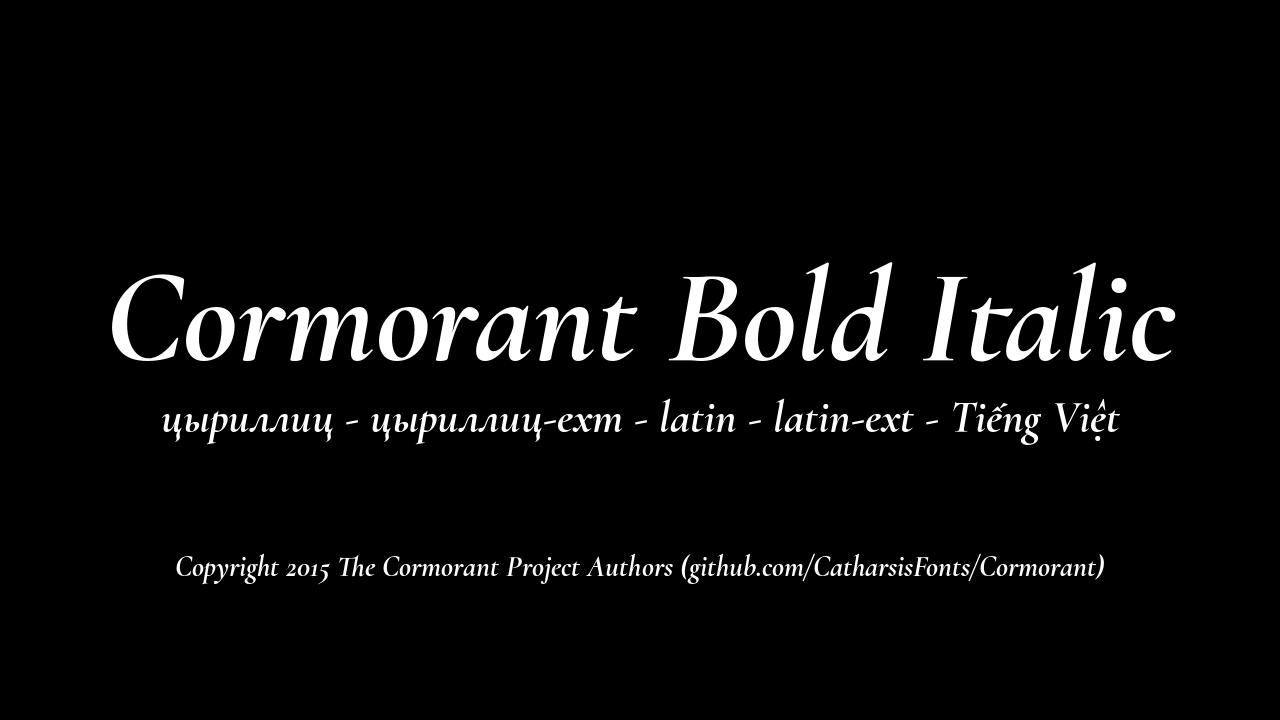 Cormorant Bold Italic
цыриллиц - цыриллиц-ext - latin - latin-ext - Tiếng Việt
Copyright 2015 The Cormorant Project Authors (github.com/CatharsisFonts/Cormorant)